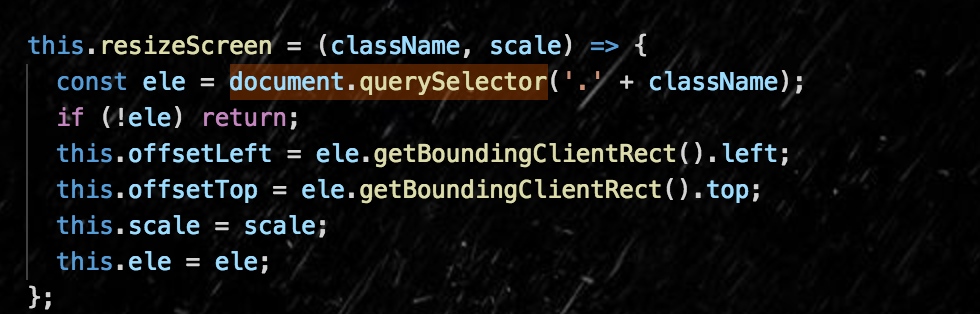 this.resizeScreen = (className, scale) => {
  const ele = document.querySelector('.' + className);
  if (!ele) return;
  this.offsetLeft = ele.getBoundingClientRect().left;
  this.offsetTop = ele.getBoundingClientRect().top;
  this.scale = scale;
  this.ele = ele;
};